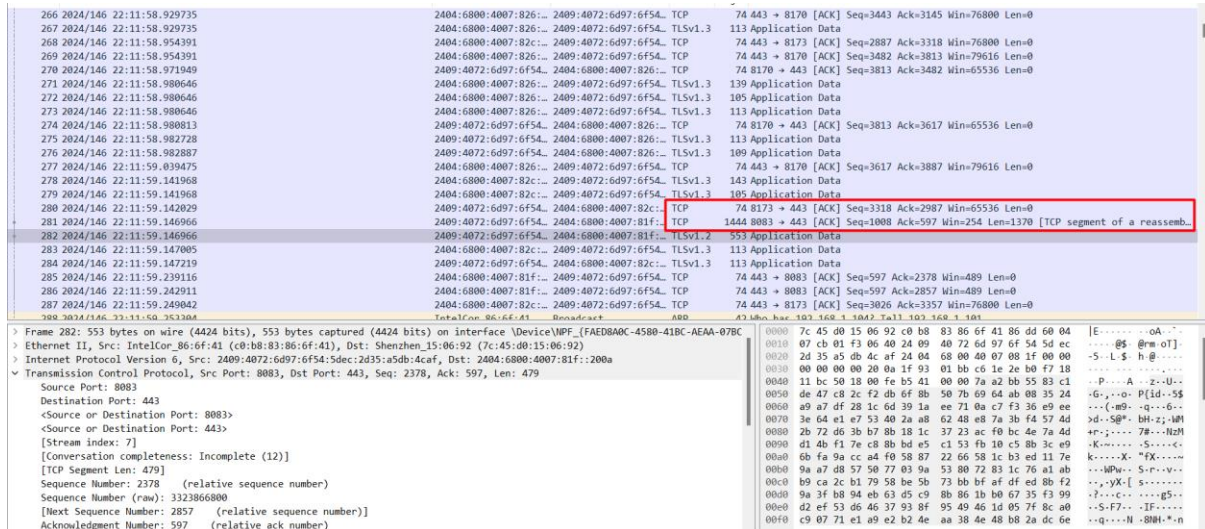 266 2024/146 22:11:58.929735 2404:6800:4007:826:… 2409:4072:6d97:6f54… TCP 74 443 → 8170 [ACK] Seq=3443 Ack=3145 Win=76800 Len=0
267 2024/146 22:11:58.929735 2404:6800:4007:826:… 2409:4072:6d97:6f54… TLSv1.3 113 Application Data
268 2024/146 22:11:58.954391 2404:6800:4007:82c:… 2409:4072:6d97:6f54… TCP 74 443 → 8173 [ACK] Seq=2887 Ack=3318 Win=76800 Len=0
269 2024/146 22:11:58.954391 2404:6800:4007:826:… 2409:4072:6d97:6f54… TCP 74 443 → 8170 [ACK] Seq=3482 Ack=3813 Win=79616 Len=0
270 2024/146 22:11:58.971949 2409:4072:6d97:6f54… 2404:6800:4007:826:… TCP 74 8170 → 443 [ACK] Seq=3813 Ack=3482 Win=65536 Len=0
271 2024/146 22:11:58.980646 2404:6800:4007:826:… 2409:4072:6d97:6f54… TLSv1.3 139 Application Data
272 2024/146 22:11:58.980646 2404:6800:4007:826:… 2409:4072:6d97:6f54… TLSv1.3 105 Application Data
273 2024/146 22:11:58.980646 2404:6800:4007:826:… 2409:4072:6d97:6f54… TLSv1.3 113 Application Data
274 2024/146 22:11:58.980813 2409:4072:6d97:6f54… 2404:6800:4007:826:… TCP 74 8170 → 443 [ACK] Seq=3813 Ack=3617 Win=65536 Len=0
275 2024/146 22:11:58.982728 2409:4072:6d97:6f54… 2404:6800:4007:826:… TLSv1.3 113 Application Data
276 2024/146 22:11:58.982887 2409:4072:6d97:6f54… 2404:6800:4007:826:… TLSv1.3 109 Application Data
277 2024/146 22:11:59.039475 2404:6800:4007:826:… 2409:4072:6d97:6f54… TCP 74 443 → 8170 [ACK] Seq=3617 Ack=3887 Win=79616 Len=0
278 2024/146 22:11:59.141968 2404:6800:4007:82c:… 2409:4072:6d97:6f54… TLSv1.3 143 Application Data
279 2024/146 22:11:59.141968 2404:6800:4007:82c:… 2409:4072:6d97:6f54… TLSv1.3 105 Application Data
280 2024/146 22:11:59.142029 2409:4072:6d97:6f54… 2404:6800:4007:82c:… TCP 74 8173 → 443 [ACK] Seq=3318 Ack=2987 Win=65536 Len=0
281 2024/146 22:11:59.146966 2409:4072:6d97:6f54… 2404:6800:4007:81f:… TCP 1444 8083 → 443 [ACK] Seq=1008 Ack=597 Win=254 Len=1370 [TCP segment of a reassemb…
282 2024/146 22:11:59.146966 2409:4072:6d97:6f54… 2404:6800:4007:81f:… TLSv1.2 553 Application Data
283 2024/146 22:11:59.147005 2404:6800:4007:82c:… 2409:4072:6d97:6f54… TLSv1.3 113 Application Data
284 2024/146 22:11:59.147219 2409:4072:6d97:6f54… 2404:6800:4007:82c:… TLSv1.3 113 Application Data
285 2024/146 22:11:59.239116 2404:6800:4007:81f:… 2409:4072:6d97:6f54… TCP 74 443 → 8083 [ACK] Seq=597 Ack=2378 Win=489 Len=0
286 2024/146 22:11:59.242911 2404:6800:4007:81f:… 2409:4072:6d97:6f54… TCP 74 443 → 8083 [ACK] Seq=597 Ack=2857 Win=489 Len=0
287 2024/146 22:11:59.249042 2404:6800:4007:82c:… 2409:4072:6d97:6f54… TCP 74 443 → 8173 [ACK] Seq=3026 Ack=3357 Win=76800 Len=0
288 2024/146 22:11:59.253304 IntelCor_86:6f:41 Broadcast ARP 42 Who has 192.168.1.104? Tell 192.168.1.101
Frame 282: 553 bytes on wire (4424 bits), 553 bytes captured (4424 bits) on interface \Device\NPF_{FAED8A0C-4580-41BC-AEAA-07BC
Ethernet II, Src: IntelCor_86:6f:41 (c0:b8:83:86:6f:41), Dst: Shenzhen_15:06:92 (7c:45:d0:15:06:92)
Internet Protocol Version 6, Src: 2409:4072:6d97:6f54:5dec:2d35:a5db:4caf, Dst: 2404:6800:4007:81f::200a
Transmission Control Protocol, Src Port: 8083, Dst Port: 443, Seq: 2378, Ack: 597, Len: 479
Source Port: 8083
Destination Port: 443
<Source or Destination Port: 8083>
<Source or Destination Port: 443>
[Stream index: 7]
[Conversation completeness: Incomplete (12)]
[TCP Segment Len: 479]
Sequence Number: 2378 (relative sequence number)
Sequence Number (raw): 3323866800
[Next Sequence Number: 2857 (relative sequence number)]
Acknowledgment Number: 597 (relative ack number)
0000 7c 45 d0 15 06 92 c0 b8 83 86 6f 41 86 dd 60 04
0010 07 cb 01 f3 06 40 24 09 40 72 6d 97 6f 54 5d ec
0020 2d 35 a5 db 4c af 24 04 68 00 40 07 08 1f 00 00
0030 00 00 00 00 20 0a 1f 93 01 bb c6 1e 2e b0 f7 18
0040 11 bc 50 18 00 fe b5 41 00 00 7a a2 bb 55 83 c1
0050 de 47 c8 2c f2 db 6f 8b 50 7b 69 64 ab 08 35 24
0060 a9 a7 df 28 1c 6d 39 1a ee 71 0a c7 f3 36 e9 ee
0070 3e 64 e1 e7 53 40 2a a8 62 48 e8 7a 3b f4 57 4d
0080 2b 72 d6 3b b7 8b 18 1c 37 23 ac f0 bc 4e 7a 4d
0090 d1 4b f1 7e c8 8b bd e5 c1 53 fb 10 c5 8b 3c e9
00a0 6b fa 9a cc a4 f0 58 87 22 66 58 1c b3 ed 11 7e
00b0 9a a7 d8 57 50 77 03 9a 53 80 72 83 1c 76 a1 ab
00c0 b9 ca 2c b1 79 58 be 5b 73 bb bf af df ed 8b f2
00d0 9a 3f b8 94 eb 63 d5 c9 8b 86 1b b0 67 35 f3 99
00e0 d2 ef 53 d6 46 37 93 8f 95 49 46 1d 05 7f 8c a0
00f0 c9 07 71 e1 a9 e2 b2 4e aa 38 4e 48 b8 2a dc 6e